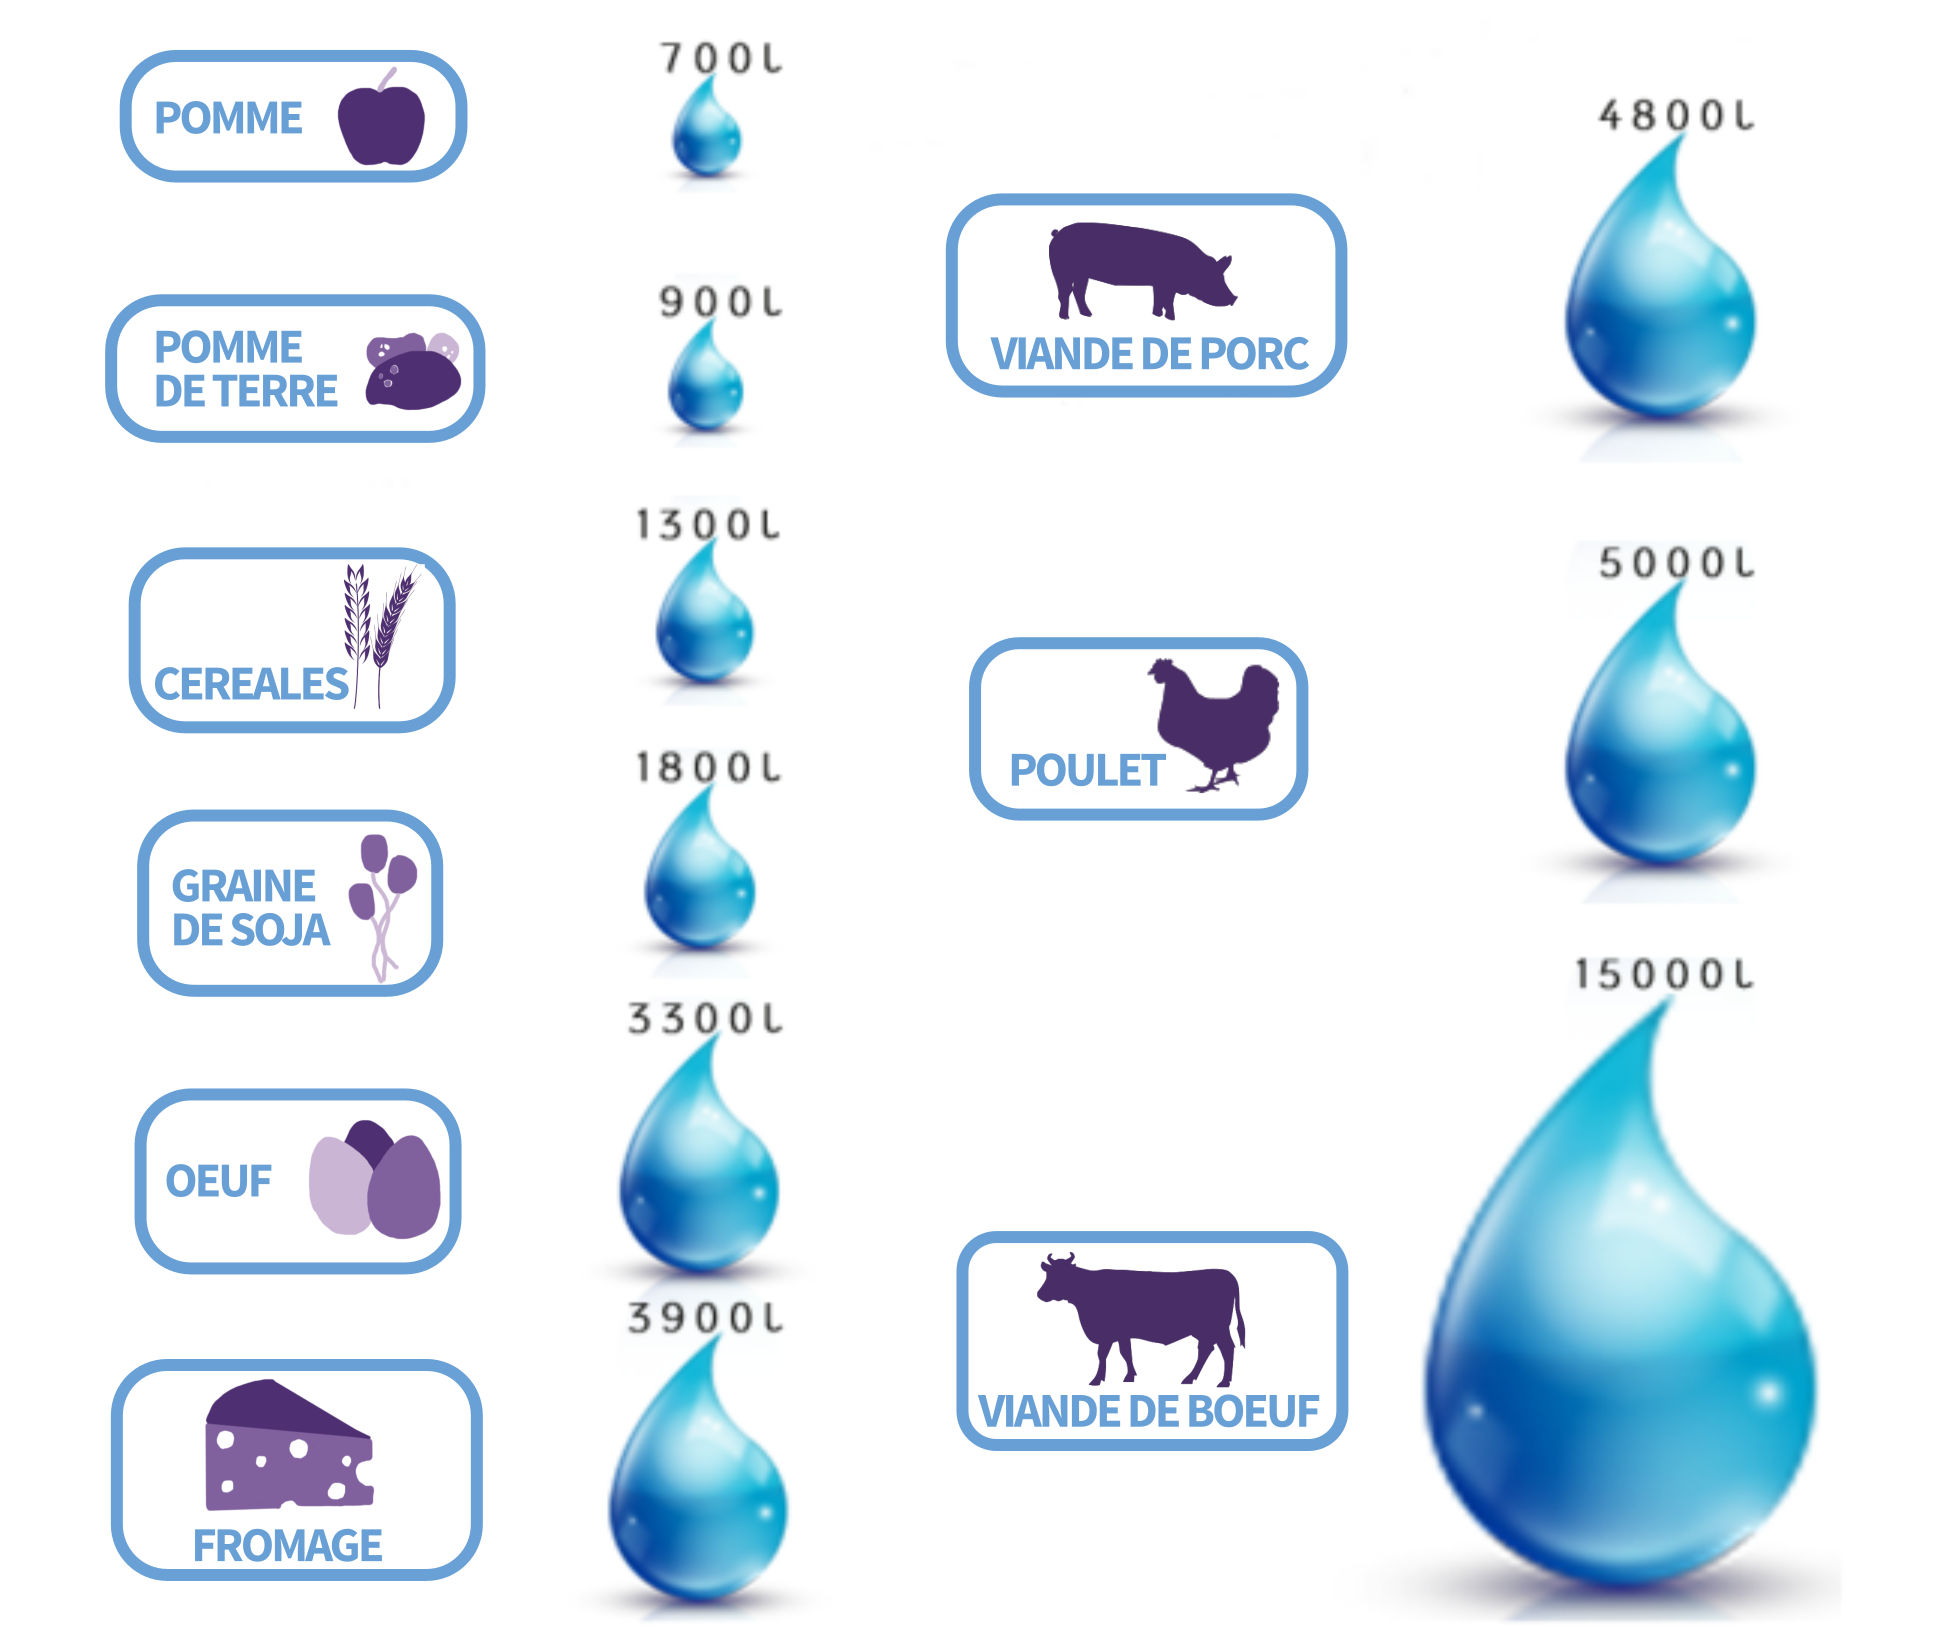 POMME
700l
POMME
DE TERRE
900l
CEREALES
1300l
GRAINE
DE SOJA
1800l
OEUF
3300l
FROMAGE
3900l
VIANDE DE PORC
4800l
POULET
5000l
VIANDE DE BOEUF
15000l